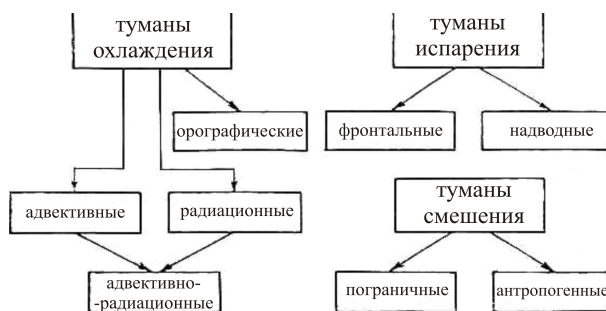 туманы
охлаждения
туманы
испарения
орографические
фронтальные
надводные
адвективные
радиационные
туманы
смешения
адвективно-
-радиационные
пограничные
антропогенные